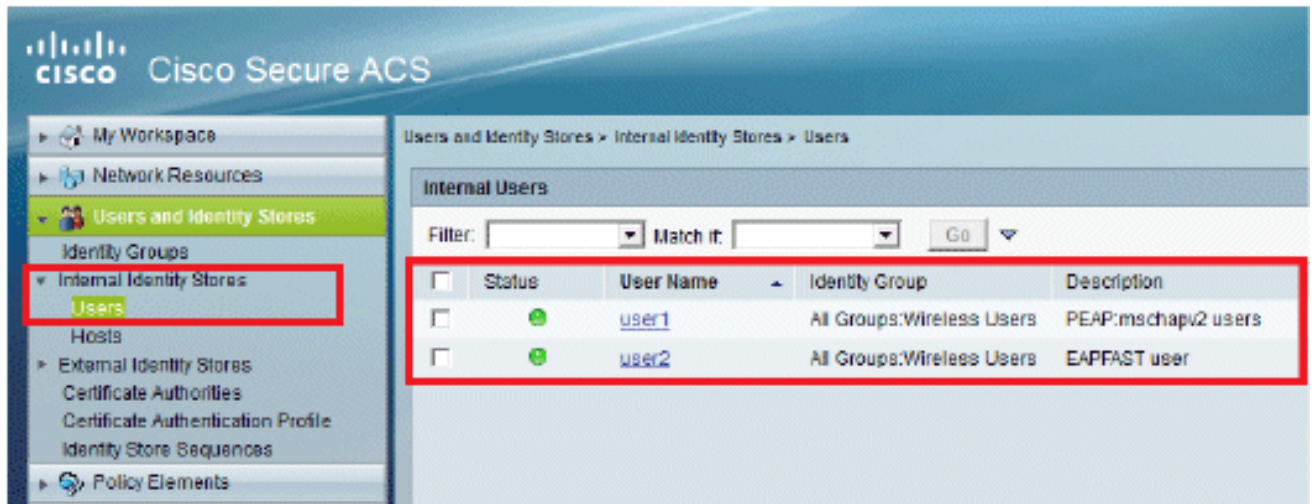 CISCO Cisco Secure ACS
My Workspace
Network Resources
Users and Identity Stores
Identity Groups
Internal Identity Stores
Users
Hosts
External Identity Stores
Certificate Authorities
Certificate Authentication Profile
Identity Store Sequences
Policy Elements
Users and Identity Stores > Internal Identity Stores > Users
Internal Users
Filter: Match if: Go
Status User Name Identity Group Description
user1 All Groups:Wireless Users PEAP:mschapv2 users
user2 All Groups:Wireless Users EAPFAST user